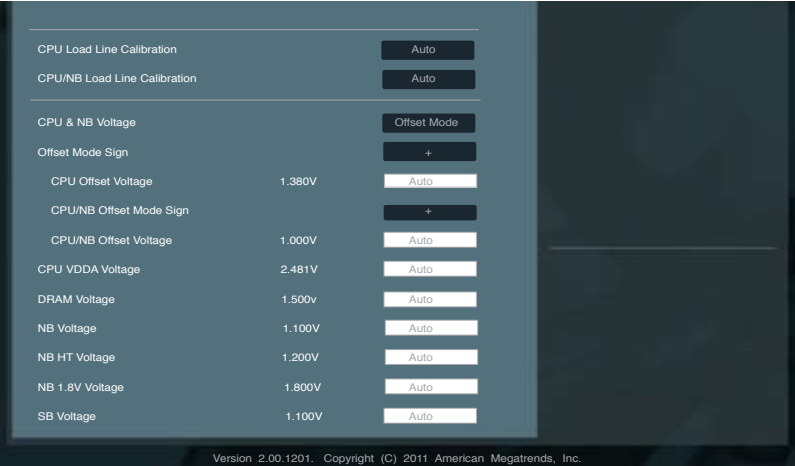 CPU Load Line Calibration Auto
CPU/NB Load Line Calibration Auto
CPU & NB Voltage Offset Mode
Offset Mode Sign +
CPU Offset Voltage 1.380V Auto
CPU/NB Offset Mode Sign +
CPU/NB Offset Voltage 1.000V Auto
CPU VDDA Voltage 2.481V Auto
DRAM Voltage 1.500v Auto
NB Voltage 1.100V Auto
NB HT Voltage 1.200V Auto
NB 1.8V Voltage 1.800V Auto
SB Voltage 1.100V Auto
Version 2.00.1201. Copyright (C) 2011 American Megatrends, Inc.